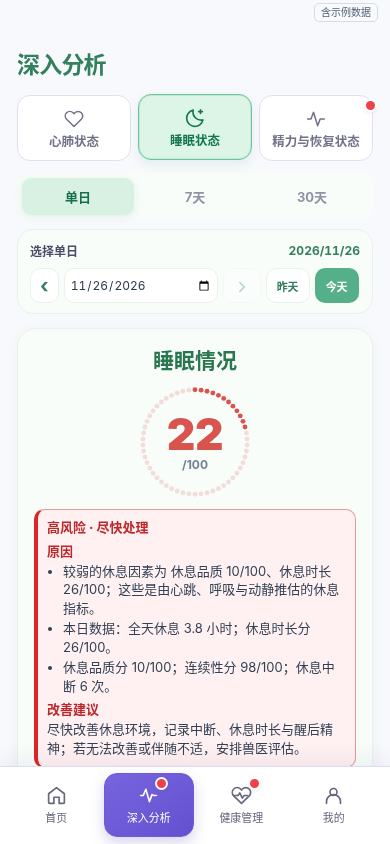 含示例数据
深入分析
心肺状态
睡眠状态
精力与恢复状态
单日
7天
30天
选择单日
2026/11/26
11/26/2026
昨天
今天
睡眠情况
22
/100
高风险 · 尽快处理
原因
• 较弱的休息因素为 休息品质 10/100、休息时长
26/100；这些是由心跳、呼吸与动静推估的休息
指标。
• 本日数据：全天休息 3.8 小时；休息时长分
26/100。
• 休息品质分 10/100；连续性分 98/100；休息中
断 6 次。
改善建议
尽快改善休息环境，记录中断、休息时长与醒后精
神；若无法改善或伴随不适，安排兽医评估。
首页
深入分析
健康管理
我的